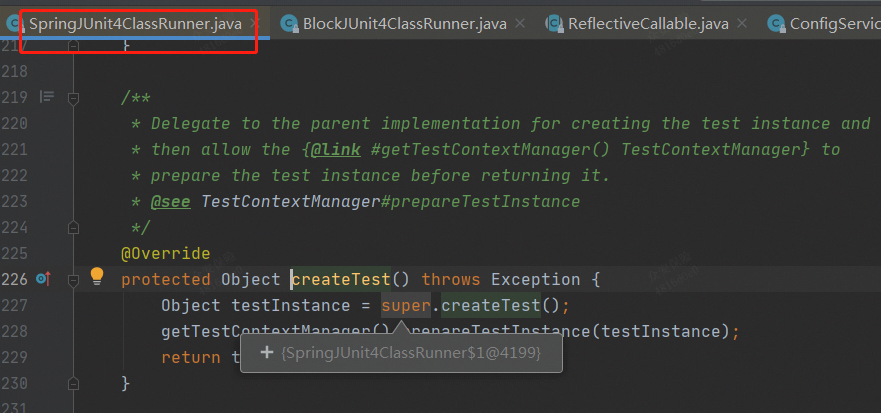 SpringJUnit4ClassRunner.java × BlockJUnit4ClassRunner.java × ReflectiveCallable.java × ConfigServic
217 }
218
219 /**
220 * Delegate to the parent implementation for creating the test instance and
221 * then allow the {@link #getTestContextManager() TestContextManager} to
222 * prepare the test instance before returning it.
223 * @see TestContextManager#prepareTestInstance
224 */
225 @Override
226 protected Object createTest() throws Exception {
227 Object testInstance = super.createTest();
228 getTestContextManager().prepareTestInstance(testInstance);
+ {SpringJUnit4ClassRunner$1@4199}
229 return t
230 }